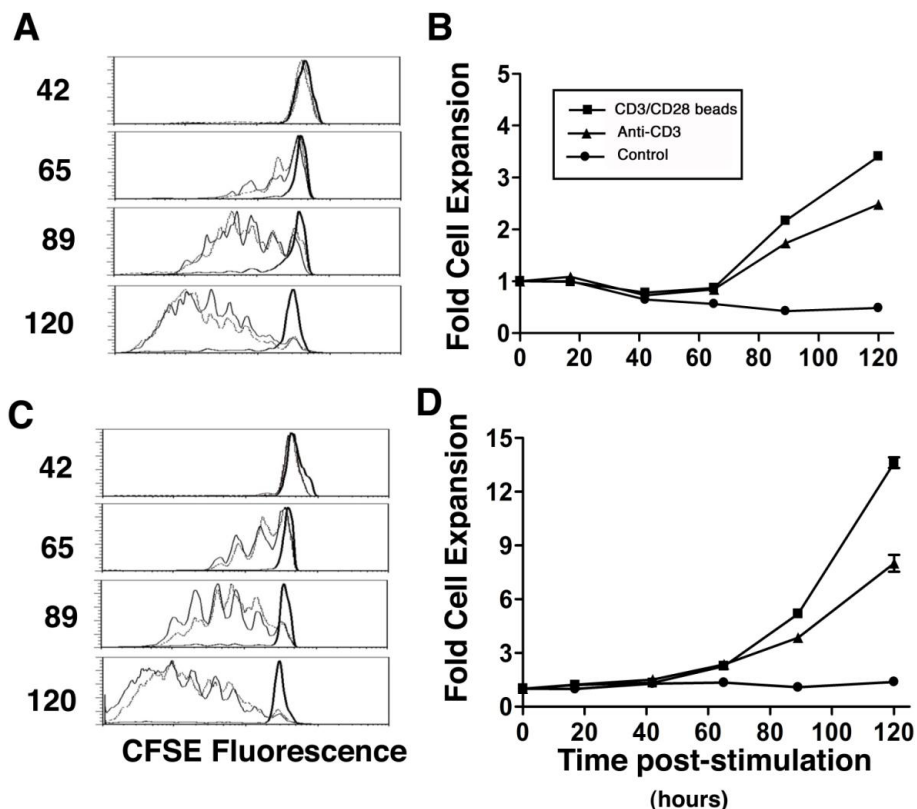 A
42
65
89
120
B
Fold Cell Expansion
5
4
3
2
1
0
CD3/CD28 beads
Anti-CD3
Control
0 20 40 60 80 100 120
C
42
65
89
120
CFSE Fluorescence
D
Fold Cell Expansion
15
12
9
6
3
0
0 20 40 60 80 100 120
Time post-stimulation
(hours)